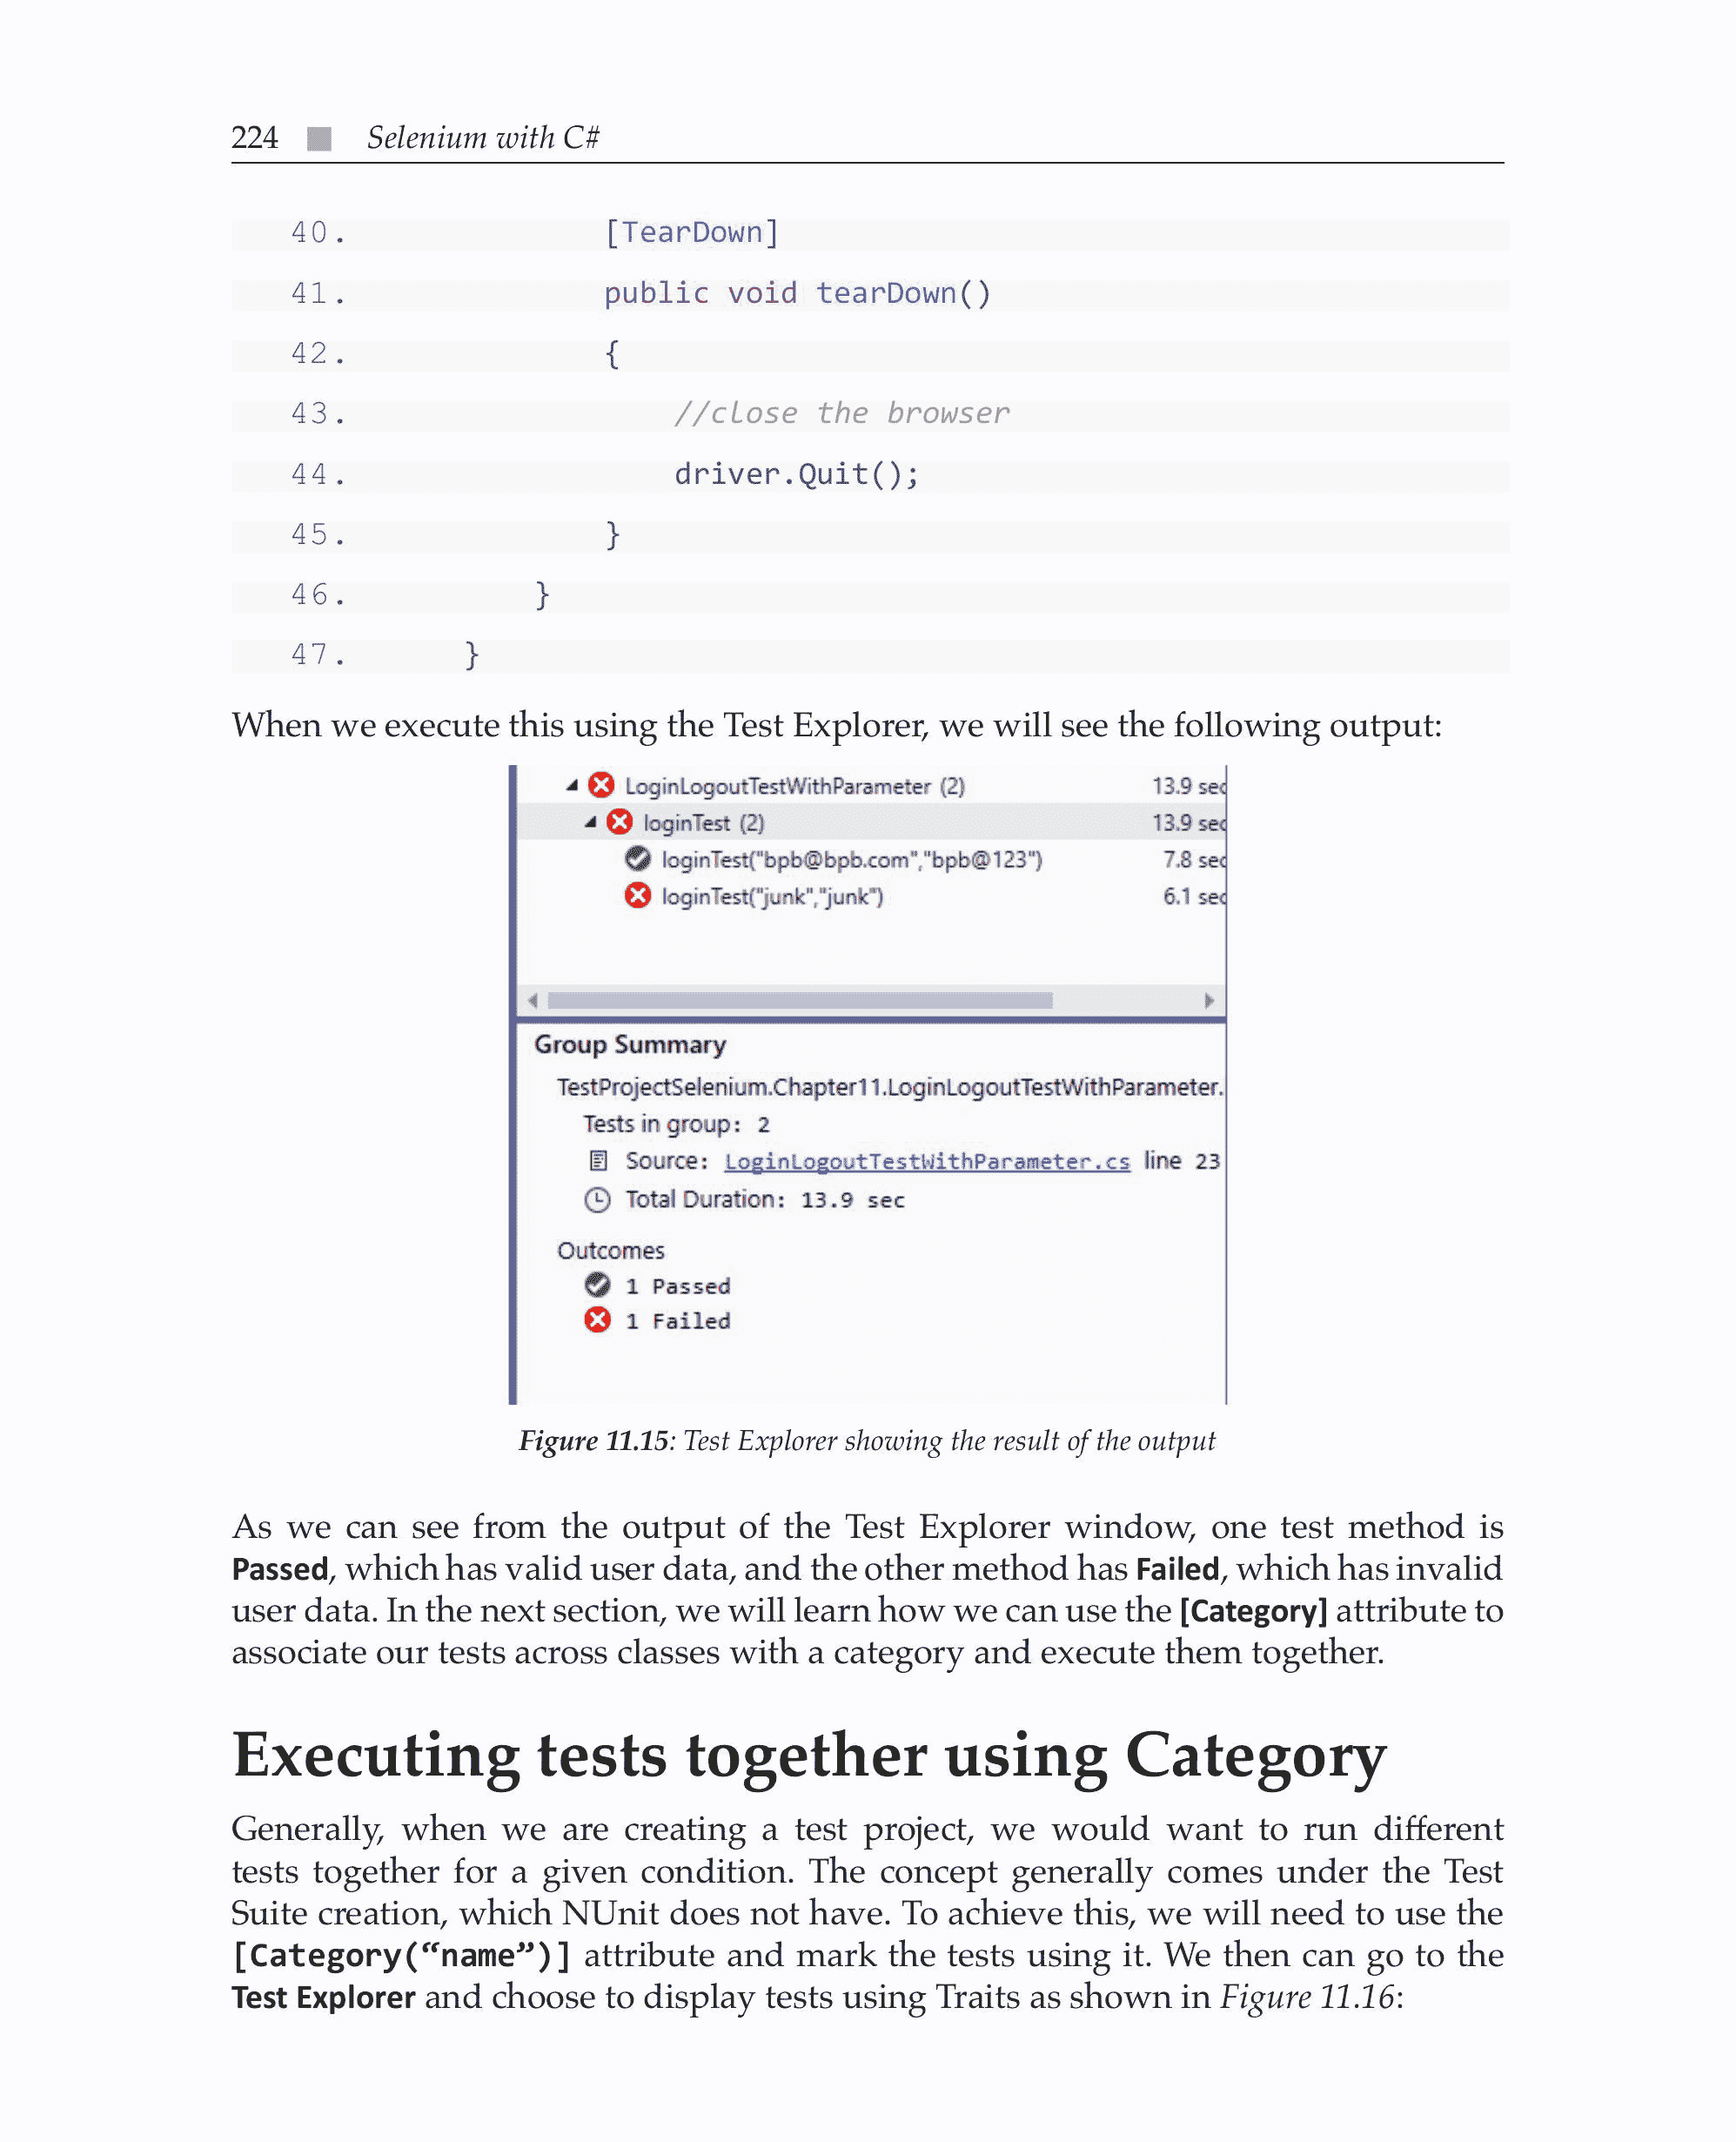 224 Selenium with C#
40. [TearDown]
41. public void tearDown()
42. {
43. //close the browser
44. driver.Quit();
45. }
46. }
47. }
When we execute this using the Test Explorer, we will see the following output:
LoginLogoutTestWithParameter (2) 13.9 sec
loginTest (2) 13.9 sec
loginTest("bpb@bpb.com","bpb@123") 7.8 sec
loginTest("junk","junk") 6.1 sec
Group Summary
TestProjectSelenium.Chapter11.LoginLogoutTestWithParameter.
Tests in group: 2
Source: LoginLogoutTestWithParameter.cs line 23
Total Duration: 13.9 sec
Outcomes
1 Passed
1 Failed
Figure 11.15: Test Explorer showing the result of the output
As we can see from the output of the Test Explorer window, one test method is
Passed, which has valid user data, and the other method has Failed, which has invalid
user data. In the next section, we will learn how we can use the [Category] attribute to
associate our tests across classes with a category and execute them together.
Executing tests together using Category
Generally, when we are creating a test project, we would want to run different
tests together for a given condition. The concept generally comes under the Test
Suite creation, which NUnit does not have. To achieve this, we will need to use the
[Category(“name”)] attribute and mark the tests using it. We then can go to the
Test Explorer and choose to display tests using Traits as shown in Figure 11.16: